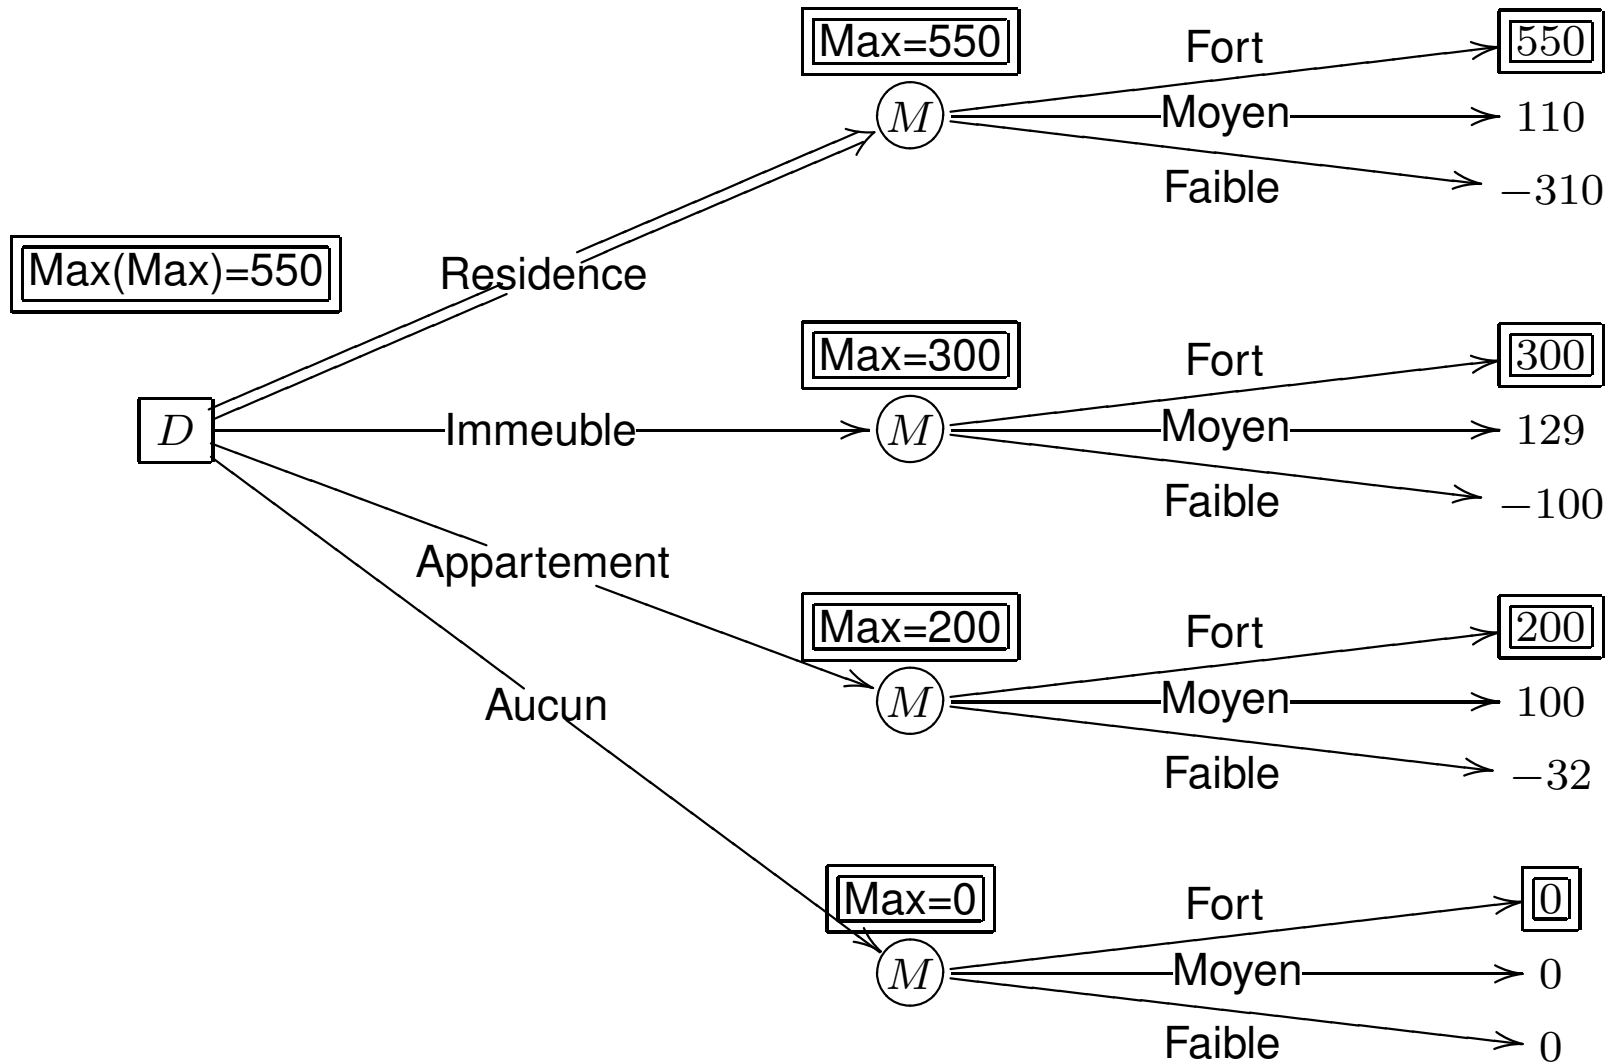 Max=550
Fort
550
M
Moyen
110
Faible
−310
Max(Max)=550
Residence
Max=300
Fort
300
D
Immeuble
M
Moyen
129
Faible
−100
Appartement
Max=200
Fort
200
Aucun
M
Moyen
100
Faible
−32
Max=0
Fort
0
M
Moyen
0
Faible
0